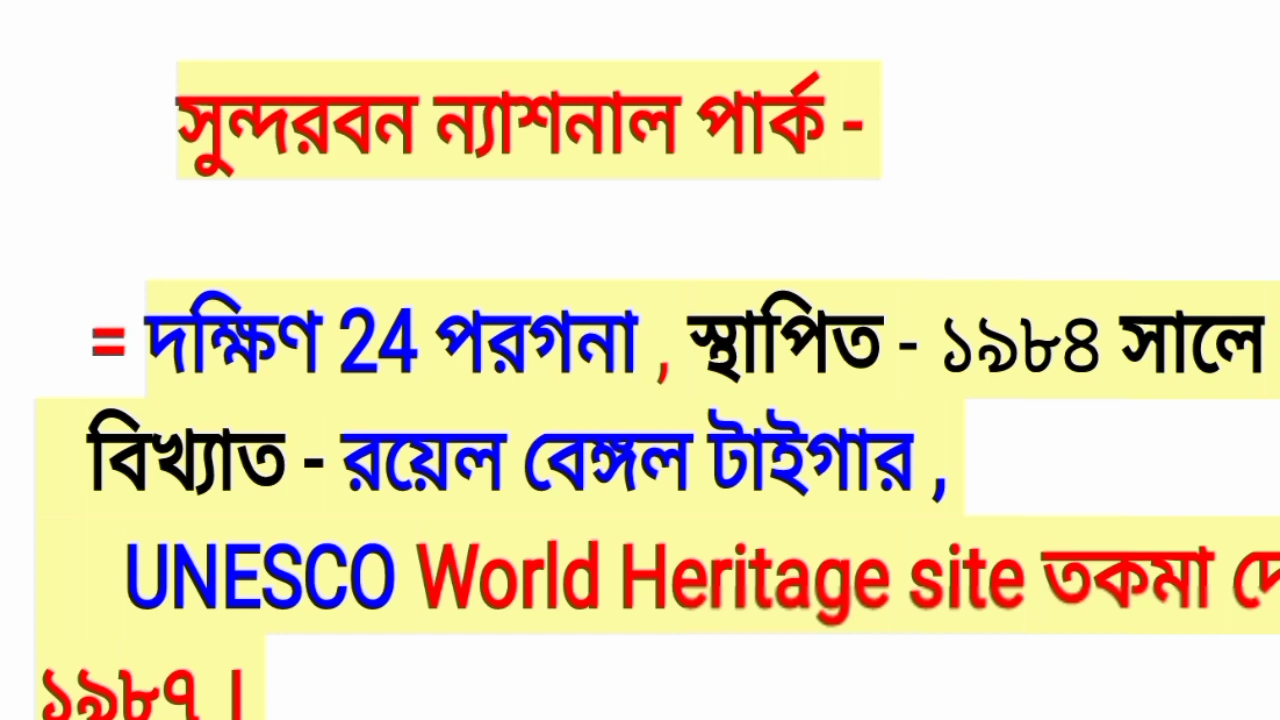 সুন্দরবন ন্যাশনাল পার্ক -
= দক্ষিণ 24 পরগনা , স্থাপিত - ১৯৮৪ সালে
বিখ্যাত - রয়েল বেঙ্গল টাইগার ,
UNESCO World Heritage site তকমা
১৯৮৭ ।